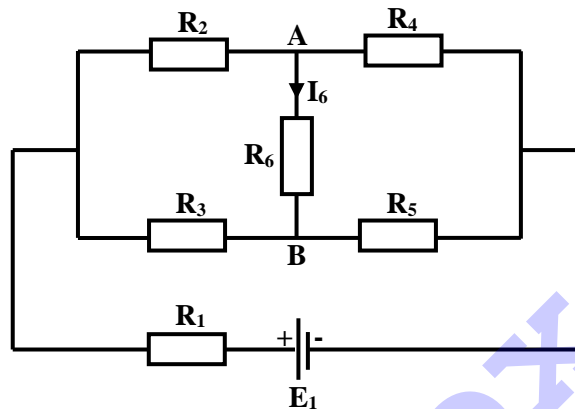 R₂ A R₄
I₆
R₆
R₃ R₅
B
R₁ + -
E₁